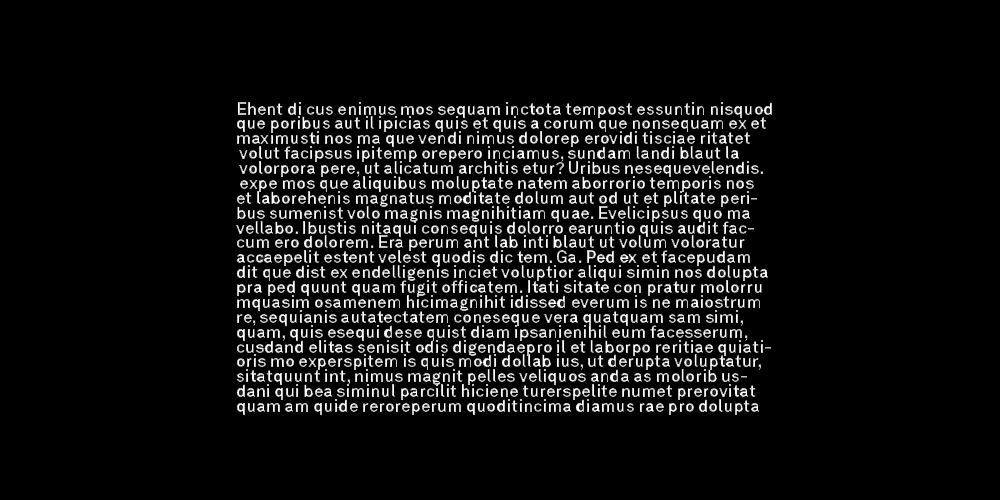 Ehent di cus enimus mos sequam inctota tempost essuntin nisquod
que poribus aut il ipicias quis et quis a corum que nonsequam ex et
maximusti nos ma que vendi nimus dolorep erovidi tisciae ritatet
volut facipsus ipitemp orepero inciamus, sundam landi blaut la
volorpora pere, ut alicatum architis etur? Uribus nesequevelendis.
expe mos que aliquibus moluptate natem aborrorio temporis nos
et laborehenis magnatus moditate dolum aut od ut et plitate peri-
bus sumenist volo magnis magnihitiam quae. Evelicipsus quo ma
vellabo. Ibustis nitaqui consequis dolorro earuntio quis audit fac-
cum ero dolorem. Era perum ant lab inti blaut ut volum voloratur
accaepelit estent velest quodis dic tem. Ga. Ped ex et facepudam
dit que dist ex endelligenis inciet voluptior aliqui simin nos dolupta
pra ped quunt quam fugit officatem. Itati sitate con pratur molorru
mquasim osamenem hicimagnihit idissed everum is ne maiostrum
re, sequianis autatectatem coneseque vera quatquam sam simi,
quam, quis esequi dese quist diam ipsanienihil eum facesserum,
cusdand elitas senisit odis digendaepro il et laborpo reritiae quiati-
oris mo experspitem is quis modi dollab ius, ut derupta voluptatur,
sitatquunt int, nimus magnit pelles veliquos anda as molorib us-
dani qui bea siminul parcilit hiciene turerspelite numet prerovitat
quam am quide reroreperum quoditincima diamus rae pro dolupta